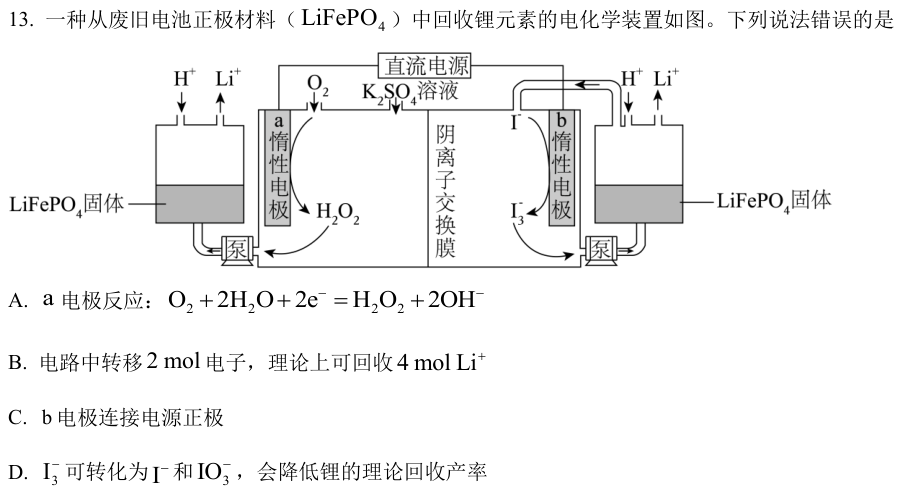 13. 一种从废旧电池正极材料（LiFePO₄）中回收锂元素的电化学装置如图。下列说法错误的是
直流电源
H⁺ Li⁺
O₂
K₂SO₄溶液
H⁺ Li⁺
a惰性电极
阴离子交换膜
I⁻
b惰性电极
LiFePO₄固体
H₂O₂
I₃⁻
LiFePO₄固体
泵
泵
A. a 电极反应：O₂+2H₂O+2e⁻=H₂O₂+2OH⁻
B. 电路中转移 2 mol 电子，理论上可回收 4 mol Li⁺
C. b 电极连接电源正极
D. I₃⁻ 可转化为 I⁻ 和 IO₃⁻，会降低锂的理论回收产率